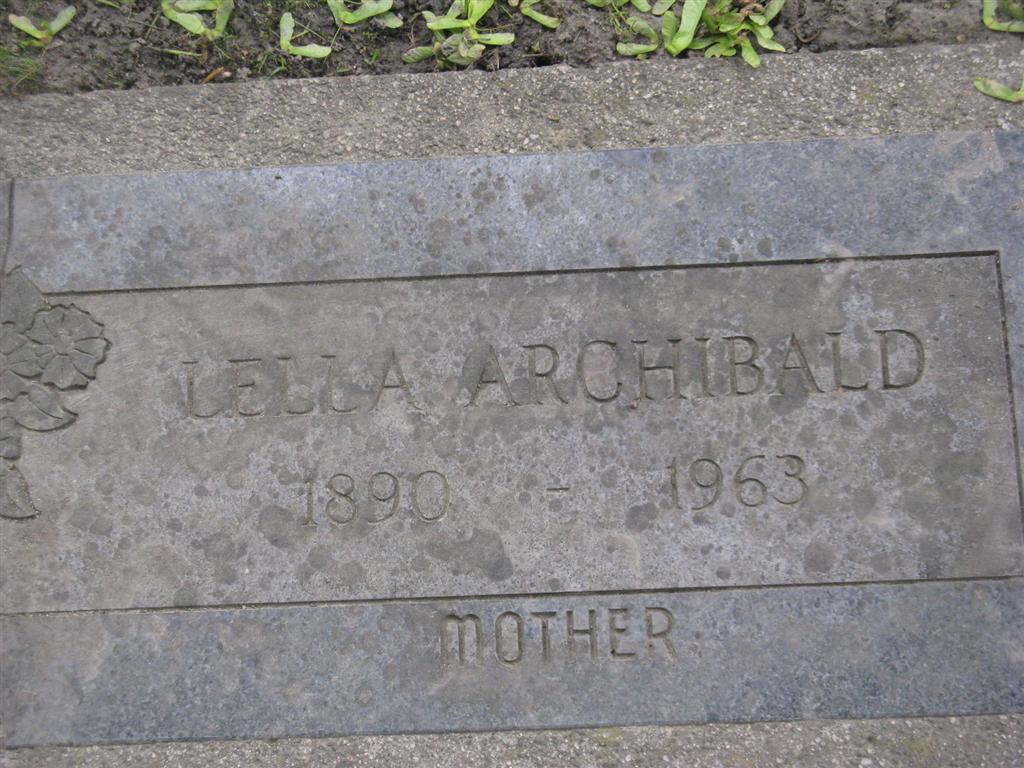 LELLA ARCHIBALD
1890 - 1963
MOTHER